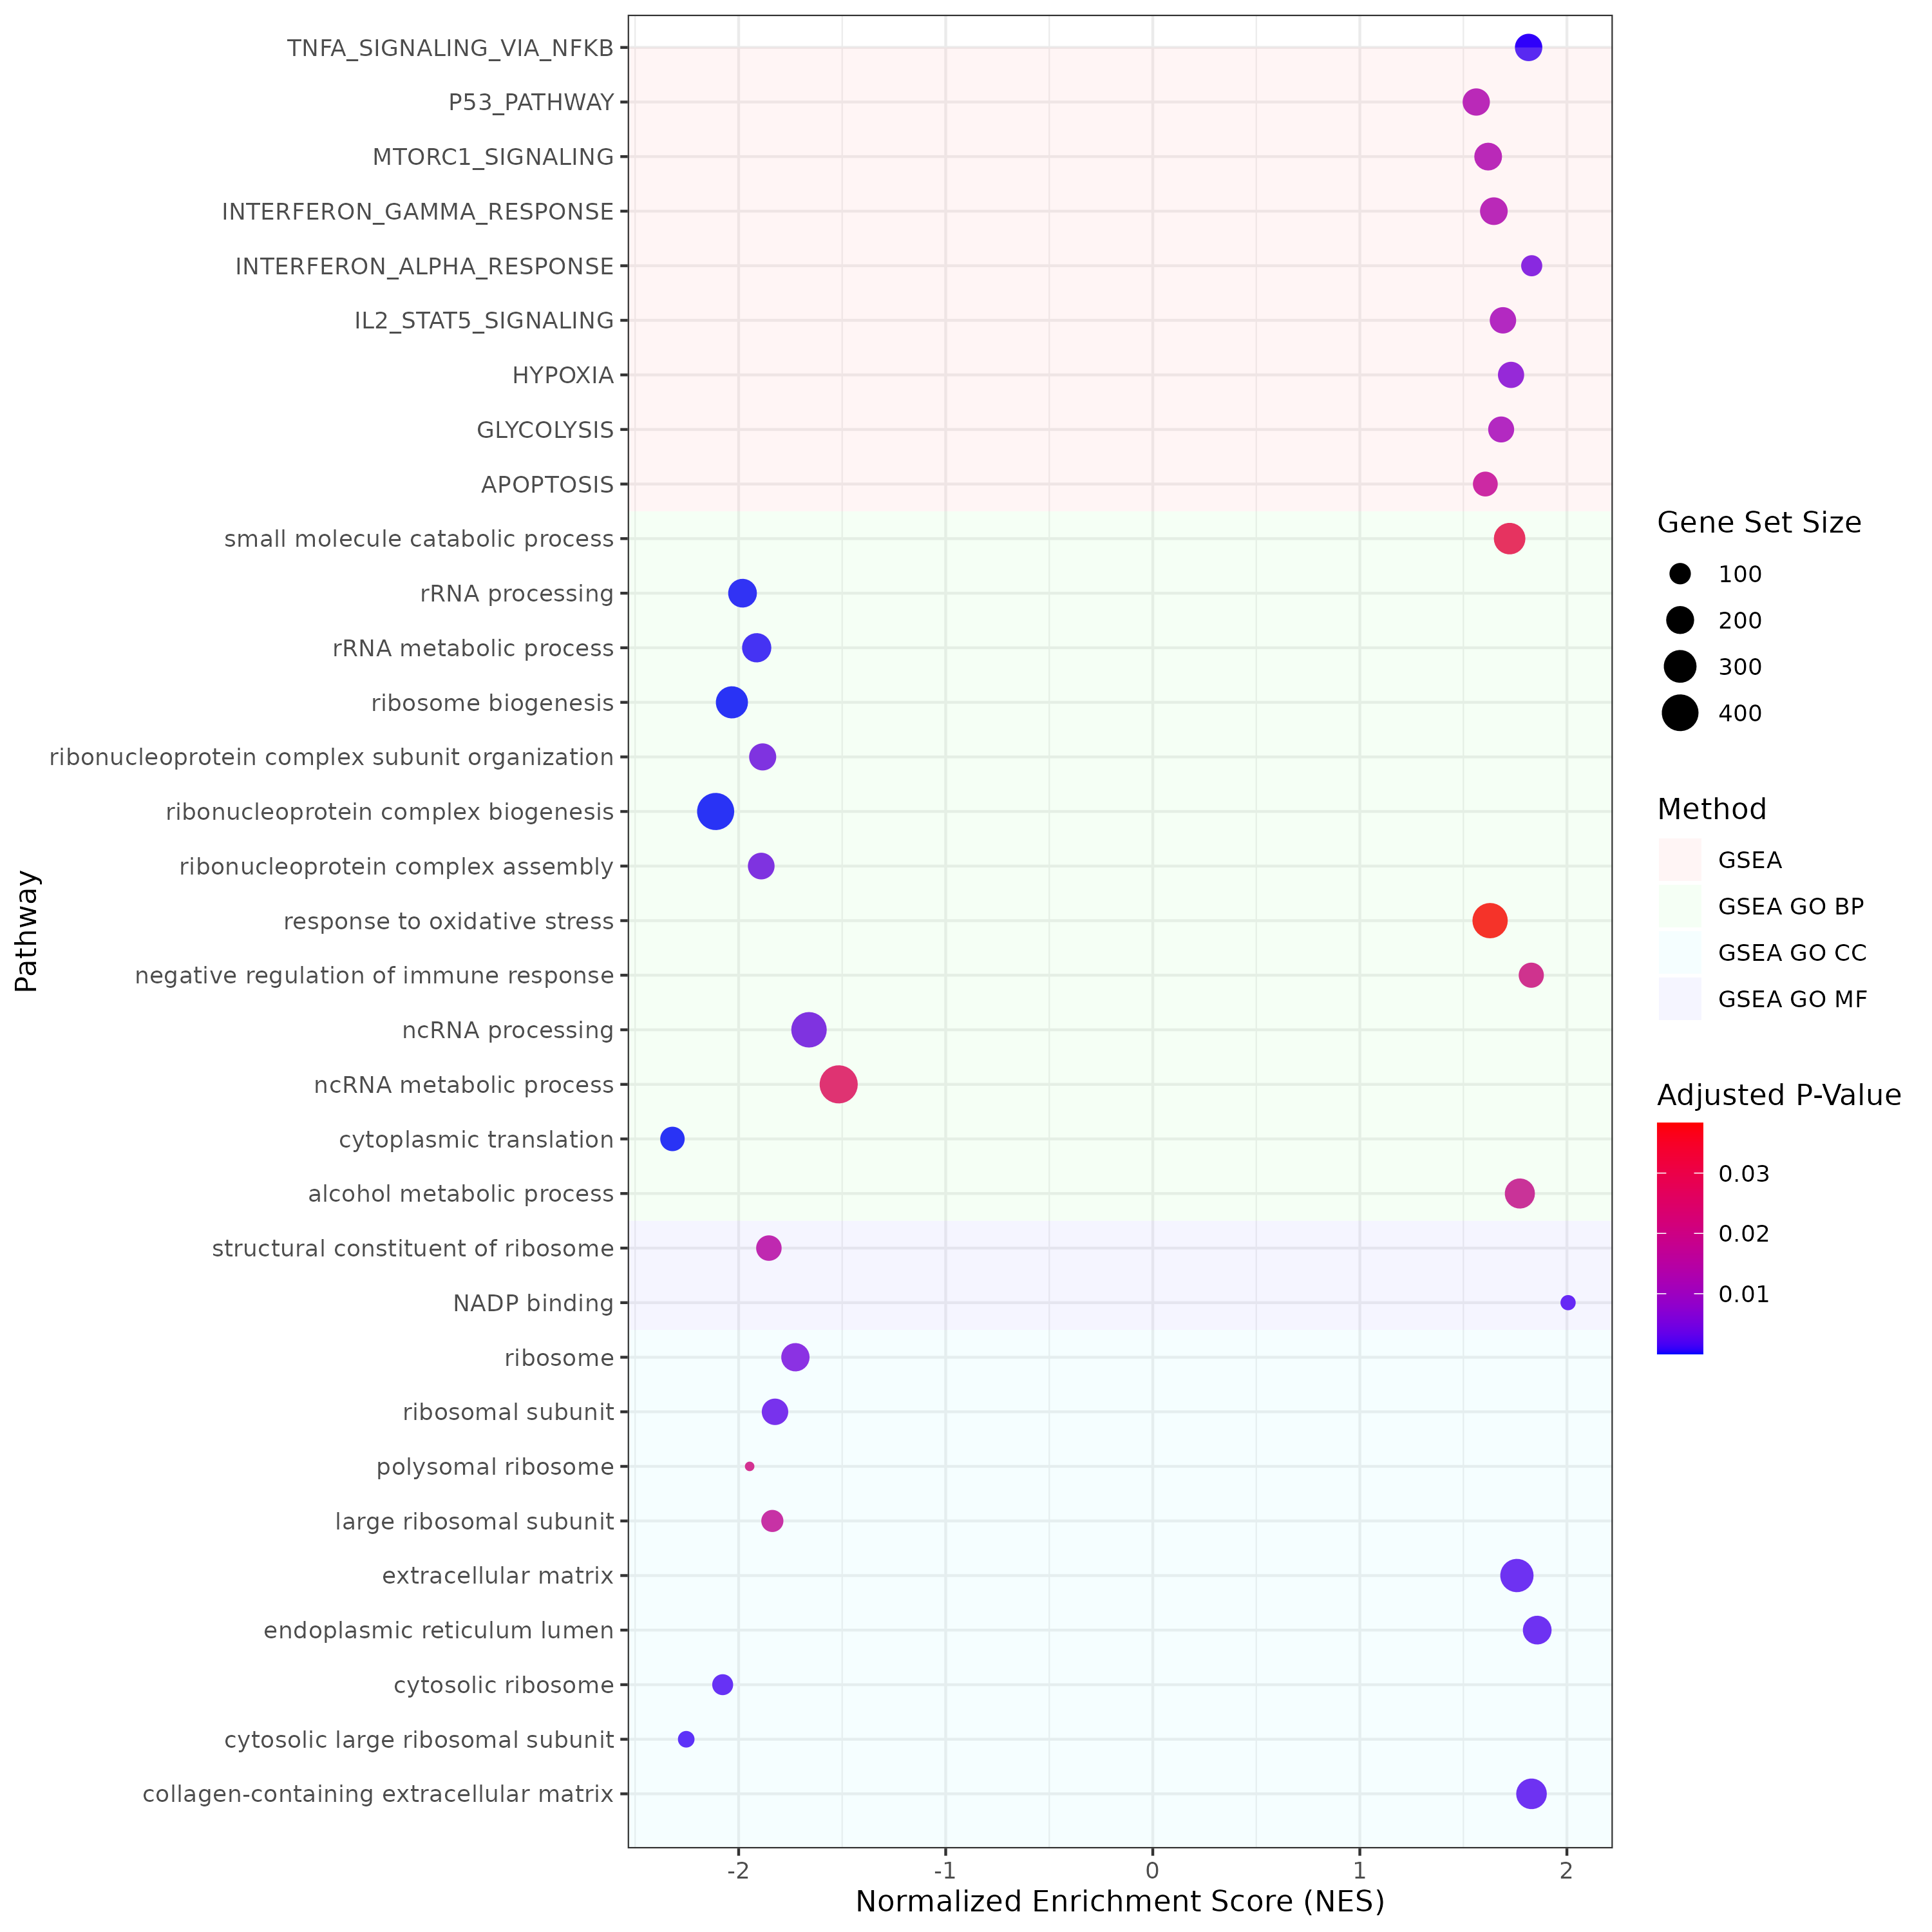 TNFA_SIGNALING_VIA_NFKB
P53_PATHWAY
MTORC1_SIGNALING
INTERFERON_GAMMA_RESPONSE
INTERFERON_ALPHA_RESPONSE
IL2_STAT5_SIGNALING
HYPOXIA
GLYCOLYSIS
APOPTOSIS
small molecule catabolic process
rRNA processing
rRNA metabolic process
ribosome biogenesis
ribonucleoprotein complex subunit organization
ribonucleoprotein complex biogenesis
ribonucleoprotein complex assembly
response to oxidative stress
negative regulation of immune response
ncRNA processing
ncRNA metabolic process
cytoplasmic translation
alcohol metabolic process
structural constituent of ribosome
NADP binding
ribosome
ribosomal subunit
polysomal ribosome
large ribosomal subunit
extracellular matrix
endoplasmic reticulum lumen
cytosolic ribosome
cytosolic large ribosomal subunit
collagen-containing extracellular matrix
Pathway
-2 -1 0 1 2
Normalized Enrichment Score (NES)
Gene Set Size
100
200
300
400
Method
GSEA
GSEA GO BP
GSEA GO CC
GSEA GO MF
Adjusted P-Value
0.03
0.02
0.01